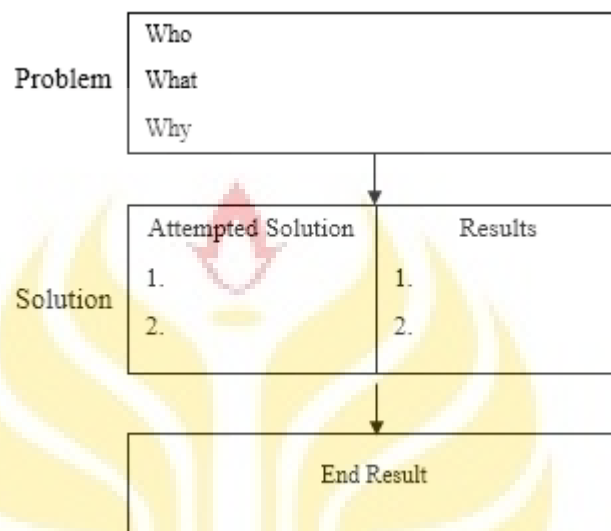 Problem
Who
What
Why
Solution
Attempted Solution Results
1. 1.
2. 2.
End Result